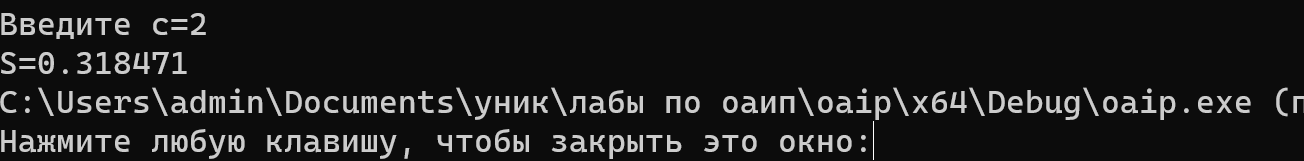 Введите c=2
S=0.318471
C:\Users\admin\Documents\уник\лабы по оаип\oaip\x64\Debug\oaip.exe (п
Нажмите любую клавишу, чтобы закрыть это окно: